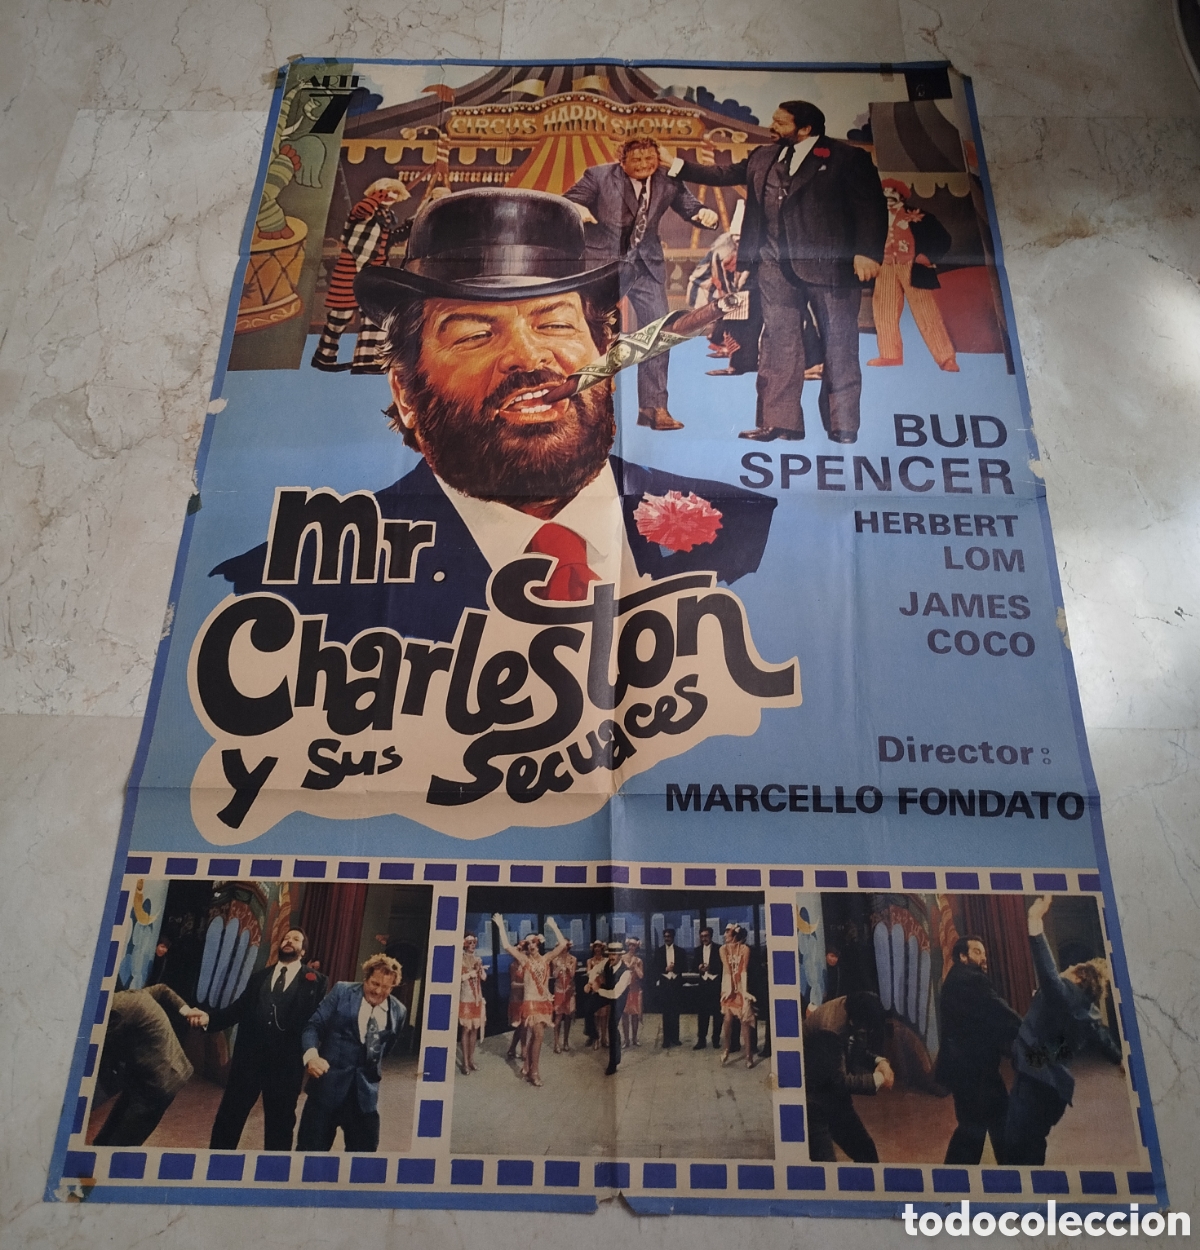 ARTE
7
CIRCUS HARRY SHOWS
BUD
SPENCER
HERBERT
LOM
JAMES
COCO
Mr.
Charleston
y sus secuaces
Director:
MARCELLO FONDATO
todocoleccion